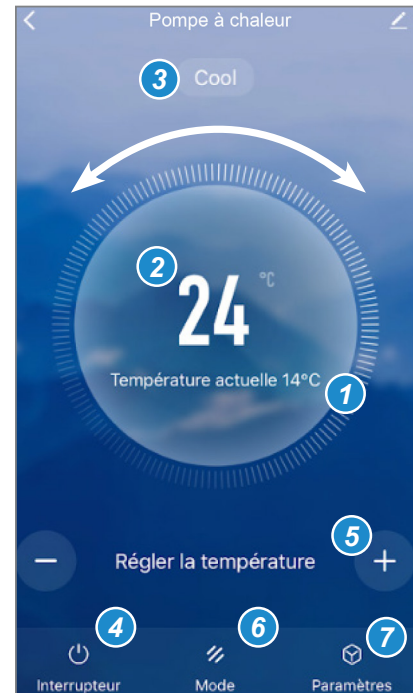 Pompe à chaleur
3 Cool
2 24 °C
Température actuelle 14°C
1
5
− Régler la température +
4 6 7
Interrupteur Mode Paramètres